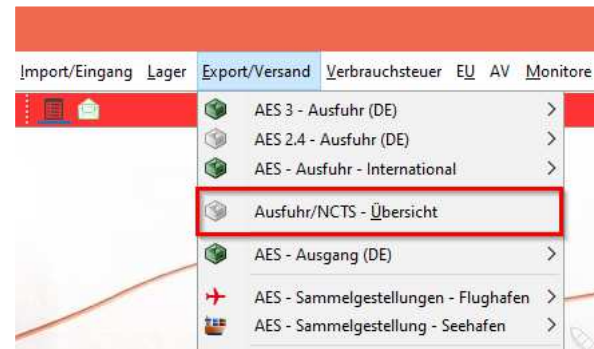 Import/Eingang Lager Export/Versand Verbrauchsteuer EU AV Monitore
AES 3 - Ausfuhr (DE)
AES 2.4 - Ausfuhr (DE)
AES - Ausfuhr - International
Ausfuhr/NCTS - Übersicht
AES - Ausgang (DE)
AES - Sammelgestellungen - Flughafen
AES - Sammelgestellung - Seehafen